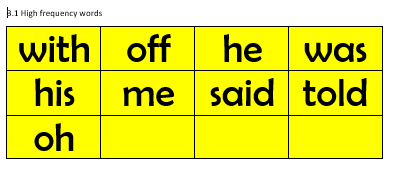 3.1 High frequency words
with off he was
his me said told
oh